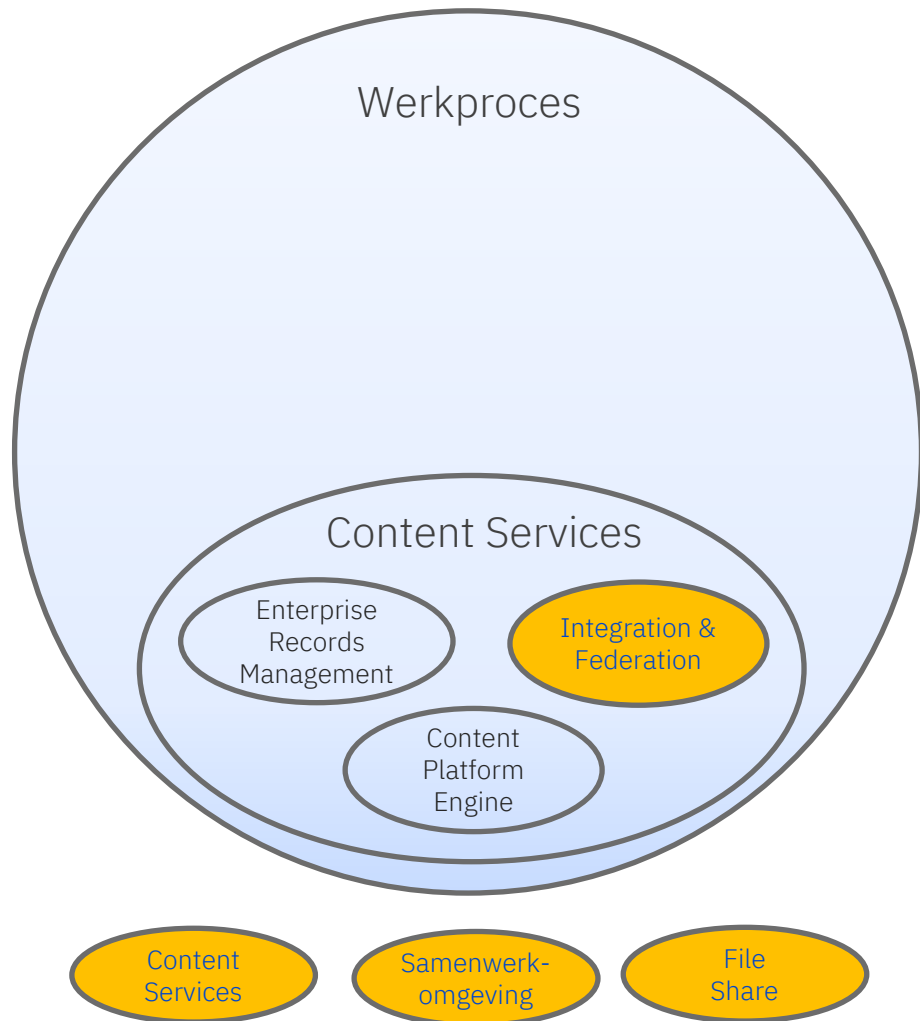 Werkproces
Content Services
Enterprise
Records
Management
Integration &
Federation
Content
Platform
Engine
Content
Services
Samenwerk-
omgeving
File
Share